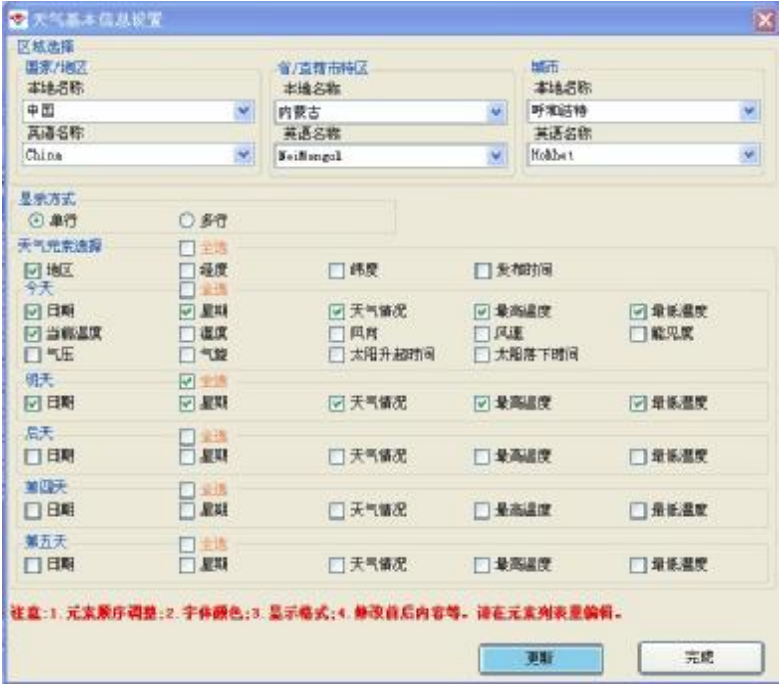 天气基本信息设置
区域选择
国家/地区 省/直辖市特区 城市
本地名称 本地名称 本地名称
中国 内蒙古 呼和浩特
英语名称 英语名称 英语名称
China NeiMongol Hohhot
显示方式
单行 多行
天气元素选择 全选
地区 经度 纬度 发布时间
今天 全选
日期 星期 天气情况 最高温度 最低温度
当前温度 湿度 风向 风速 能见度
气压 气旋 太阳升起时间 太阳落下时间
明天 全选
日期 星期 天气情况 最高温度 最低温度
后天 全选
日期 星期 天气情况 最高温度 最低温度
第四天 全选
日期 星期 天气情况 最高温度 最低温度
第五天 全选
日期 星期 天气情况 最高温度 最低温度
注意:1.元素顺序调整;2.字体颜色;3.显示格式;4.修改前后内容等。请在元素列表里编辑。
更新 完成